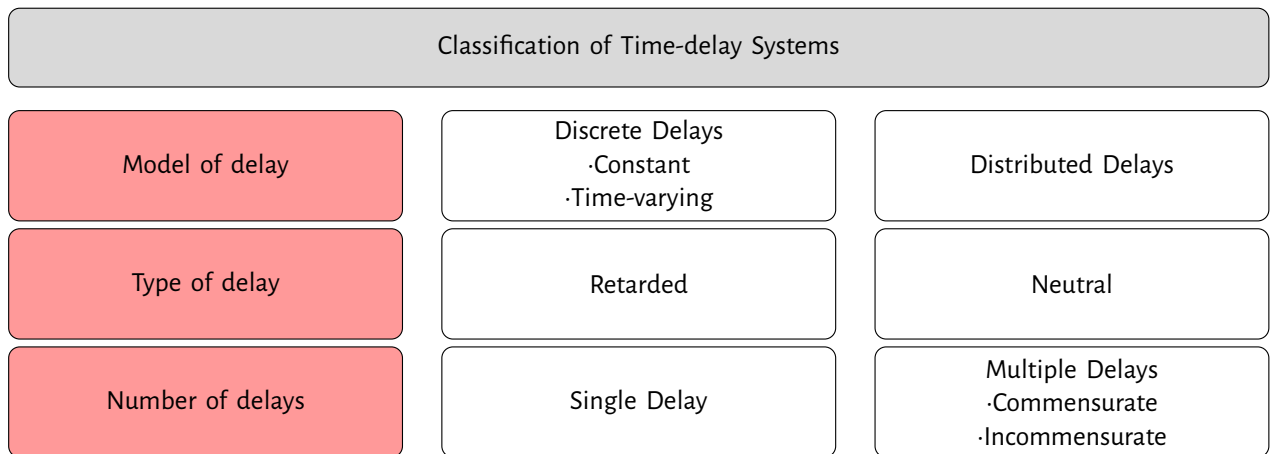 Classification of Time-delay Systems
Model of delay
Discrete Delays
·Constant
·Time-varying
Distributed Delays
Type of delay
Retarded
Neutral
Number of delays
Single Delay
Multiple Delays
·Commensurate
·Incommensurate